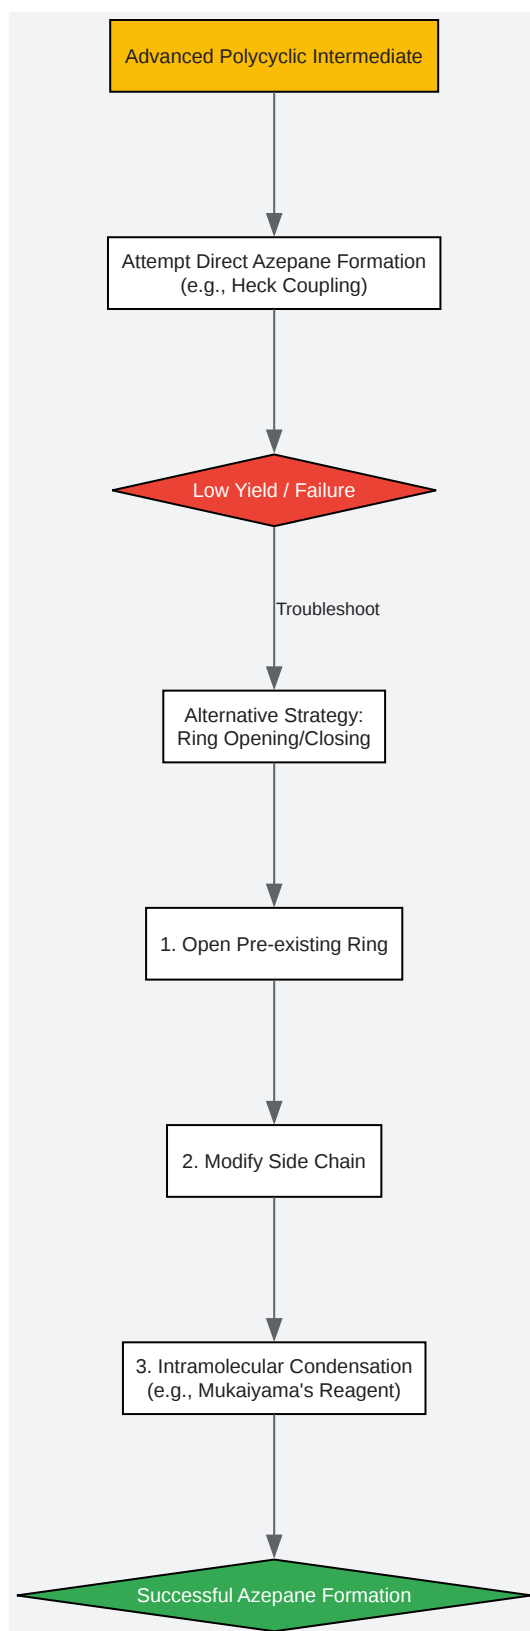 Advanced Polycyclic Intermediate
Attempt Direct Azepane Formation
(e.g., Heck Coupling)
Low Yield / Failure
Troubleshoot
Alternative Strategy:
Ring Opening/Closing
1. Open Pre-existing Ring
2. Modify Side Chain
3. Intramolecular Condensation
(e.g., Mukaiyama's Reagent)
Successful Azepane Formation